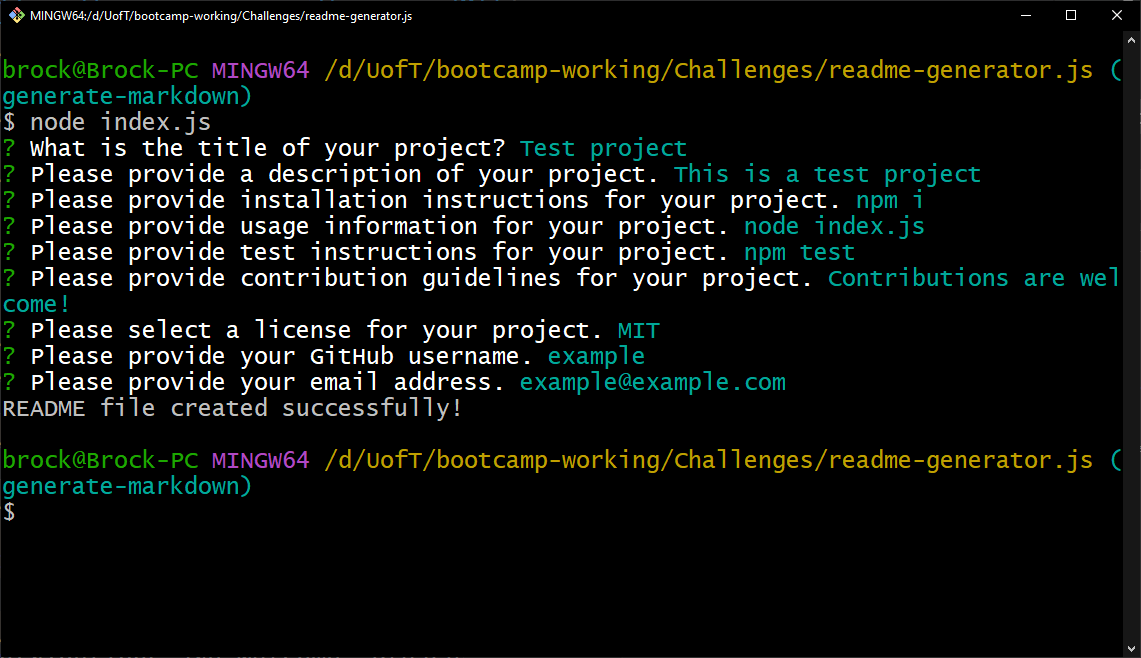 MINGW64:/d/UofT/bootcamp-working/Challenges/readme-generator.js
brock@Brock-PC MINGW64 /d/UofT/bootcamp-working/Challenges/readme-generator.js (
generate-markdown)
$ node index.js
? What is the title of your project? Test project
? Please provide a description of your project. This is a test project
? Please provide installation instructions for your project. npm i
? Please provide usage information for your project. node index.js
? Please provide test instructions for your project. npm test
? Please provide contribution guidelines for your project. Contributions are wel
come!
? Please select a license for your project. MIT
? Please provide your GitHub username. example
? Please provide your email address. example@example.com
README file created successfully!
brock@Brock-PC MINGW64 /d/UofT/bootcamp-working/Challenges/readme-generator.js (
generate-markdown)
$